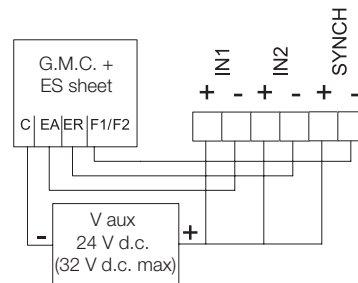 G.M.C. +
ES sheet
C EA ER F1/F2
IN1 IN2 SYNCH
+ - + - + -
- V aux +
24 V d.c.
(32 V d.c. max)